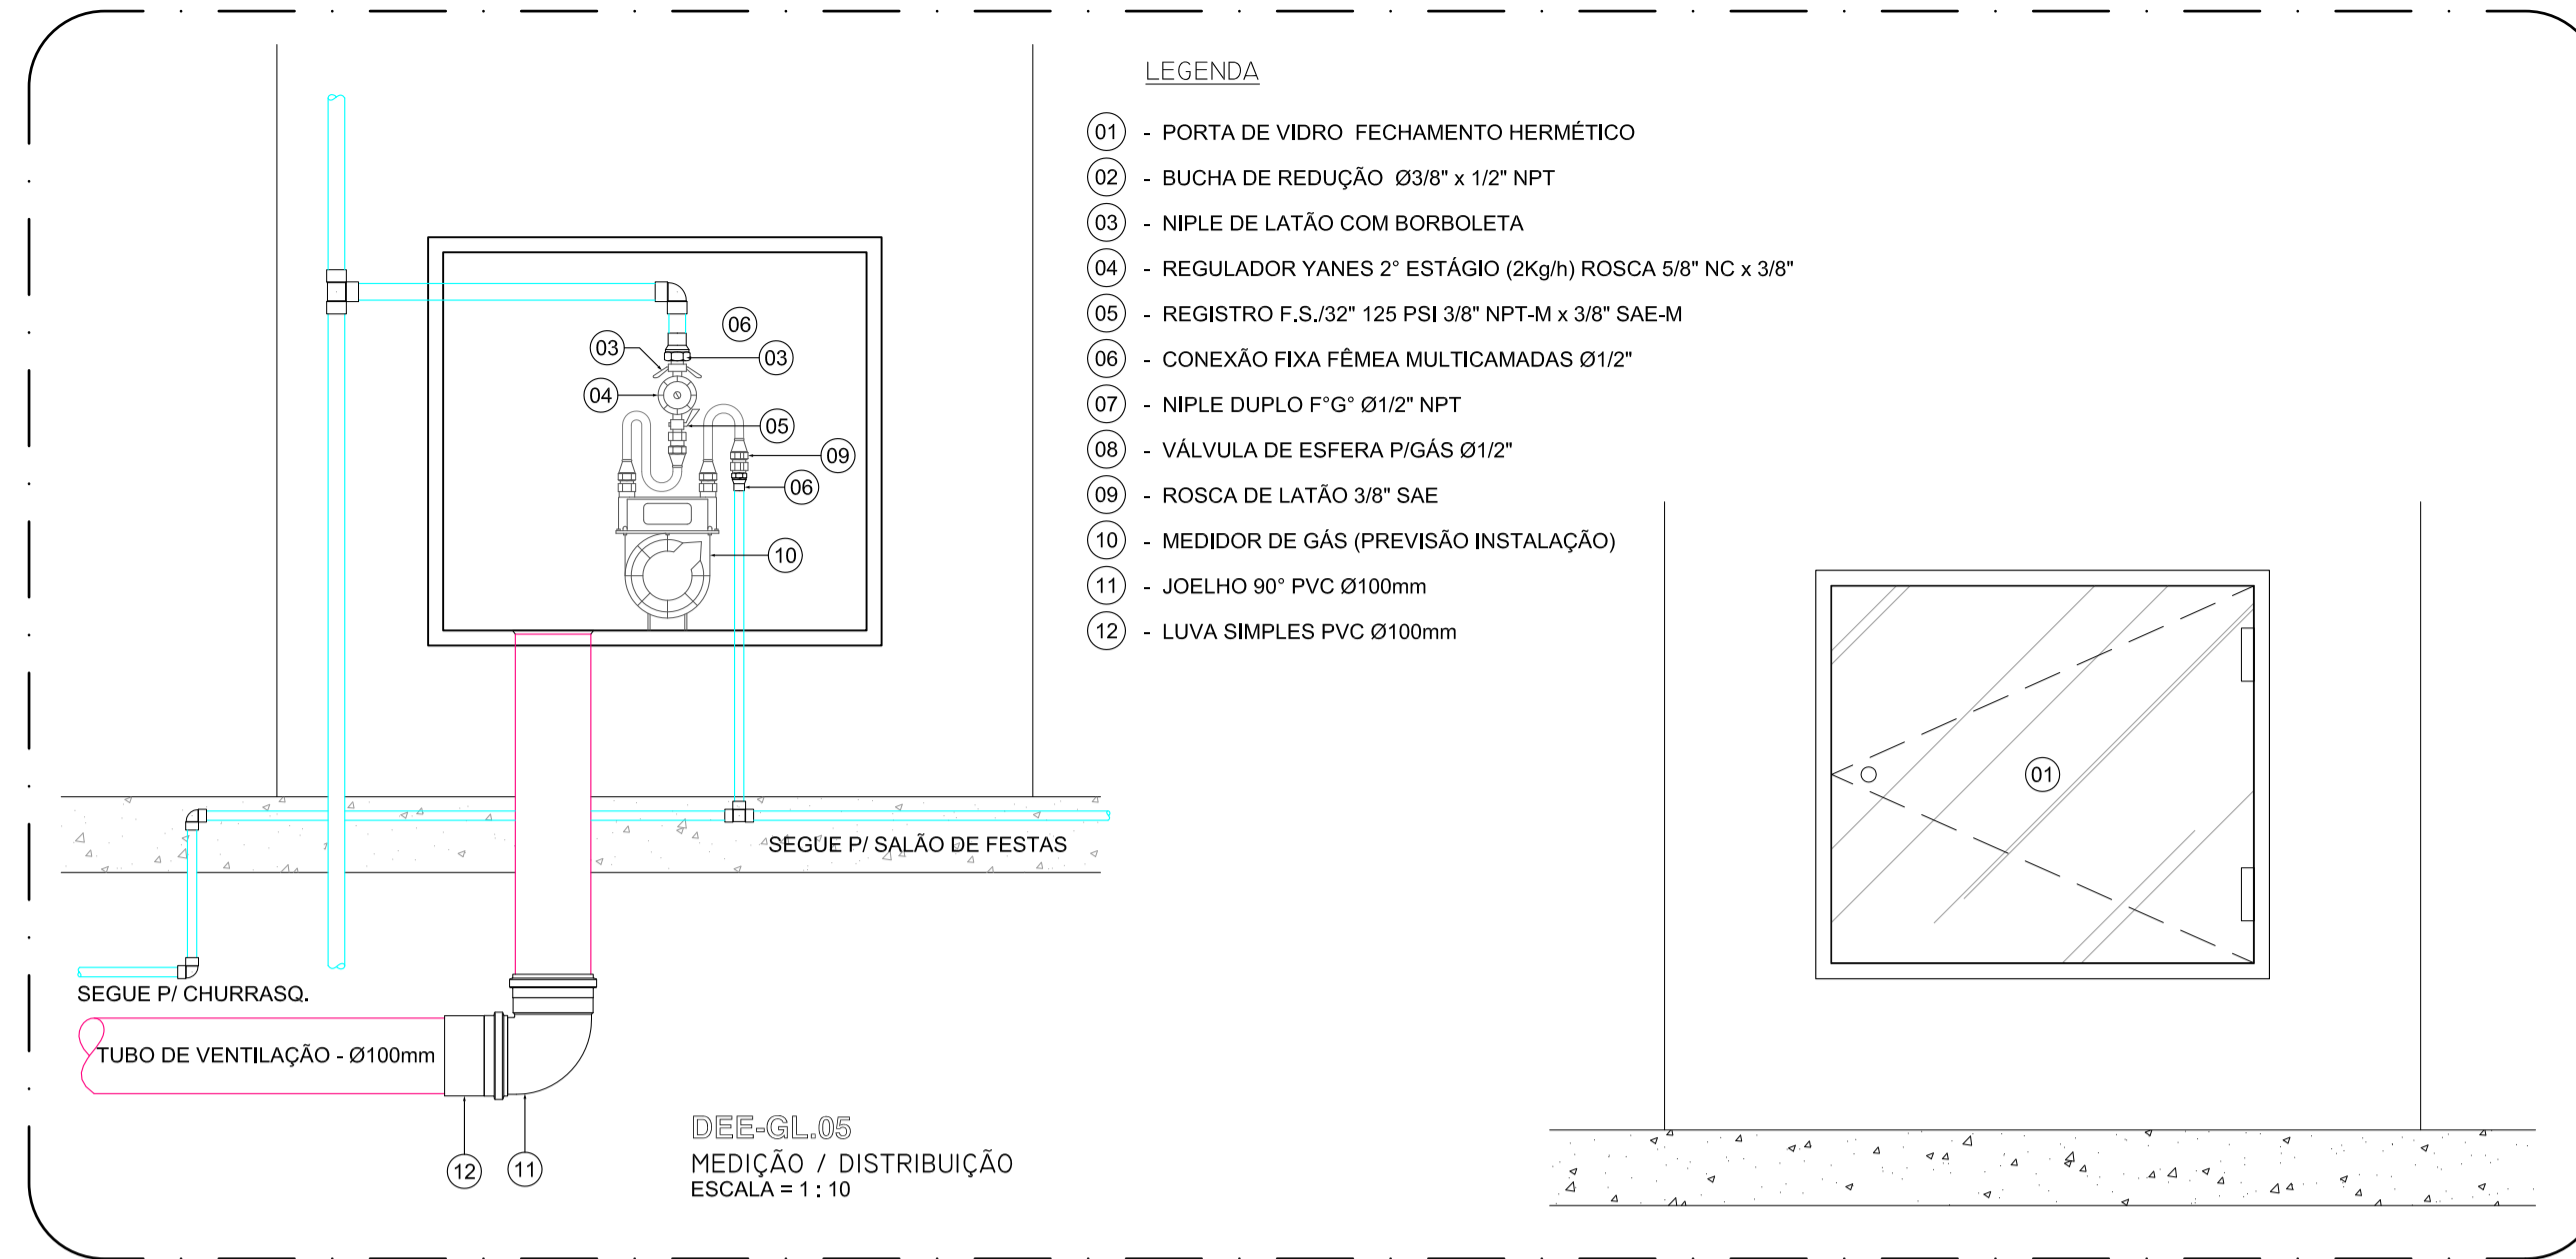 LEGENDA
01 - PORTA DE VIDRO FECHAMENTO HERMÉTICO
02 - BUCHA DE REDUÇÃO Ø3/8" x 1/2" NPT
03 - NIPLE DE LATÃO COM BORBOLETA
04 - REGULADOR YANES 2° ESTÁGIO (2Kg/h) ROSCA 5/8" NC x 3/8"
05 - REGISTRO F.S./32" 125 PSI 3/8" NPT-M x 3/8" SAE-M
06 - CONEXÃO FIXA FÊMEA MULTICAMADAS Ø1/2"
07 - NIPLE DUPLO F°G° Ø1/2" NPT
08 - VÁLVULA DE ESFERA P/GÁS Ø1/2"
09 - ROSCA DE LATÃO 3/8" SAE
10 - MEDIDOR DE GÁS (PREVISÃO INSTALAÇÃO)
11 - JOELHO 90° PVC Ø100mm
12 - LUVA SIMPLES PVC Ø100mm
06
03
03
04
05
09
06
10
01
SEGUE P/ SALÃO DE FESTAS
SEGUE P/ CHURRASQ.
TUBO DE VENTILAÇÃO - Ø100mm
12
11
DEE-GL.05
MEDIÇÃO / DISTRIBUIÇÃO
ESCALA = 1 : 10